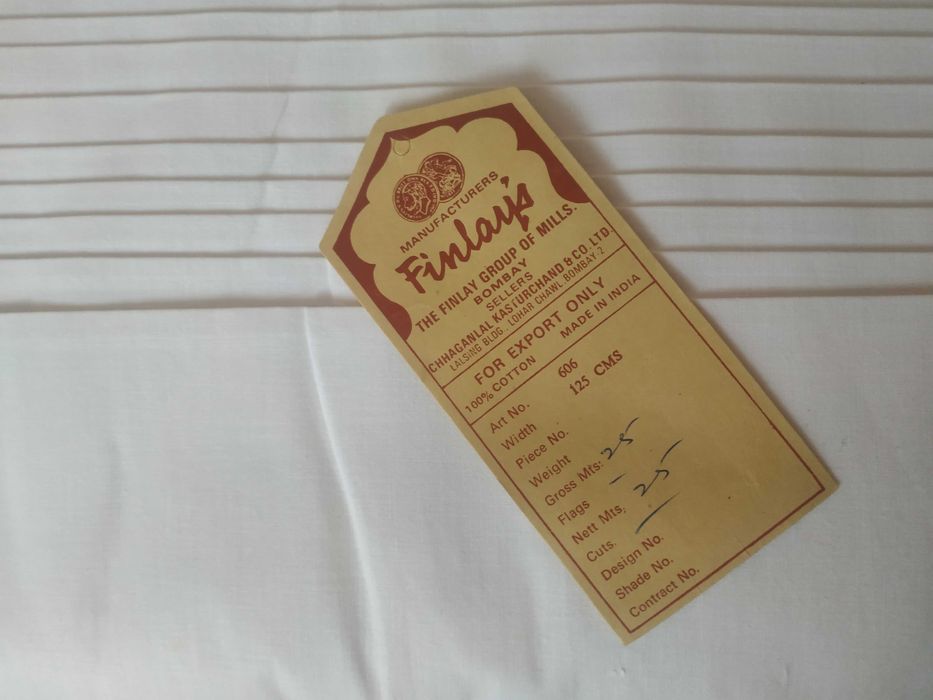 MANUFACTURERS
Finlay's
THE FINLAY GROUP OF MILLS.
BOMBAY
SELLERS
CHHAGANLAL KASTURCHAND & CO. LTD.
LALSING BLDG., LOHAR CHAWL BOMBAY-2
FOR EXPORT ONLY
100% COTTON MADE IN INDIA
Art No. 606
Width 125 CMS
Piece No.
Weight
Gross Mts: 25
Flags –
Nett Mts. 25
Cuts. /
Design No.
Shade No.
Contract No.